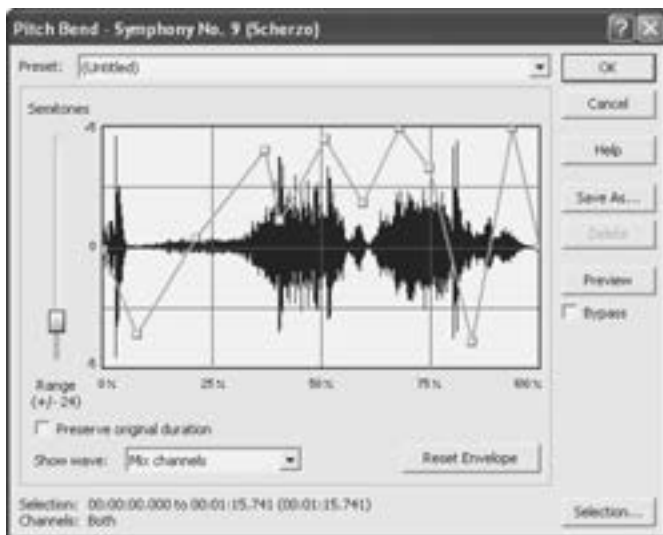 Pitch Bend - Symphony No. 9 (Scherzo)
Preset: (Untitled)
OK
Cancel
Help
Save As...
Delete
Preview
Bypass
Semitones
0
Range
(+/- 24)
0 % 25 % 50 % 75 % 100 %
Preserve original duration
Show wave: Mix channels
Reset Envelope
Selection: 00:00:00.000 to 00:01:15.741 (00:01:15.741)
Channels: Both
Selection...